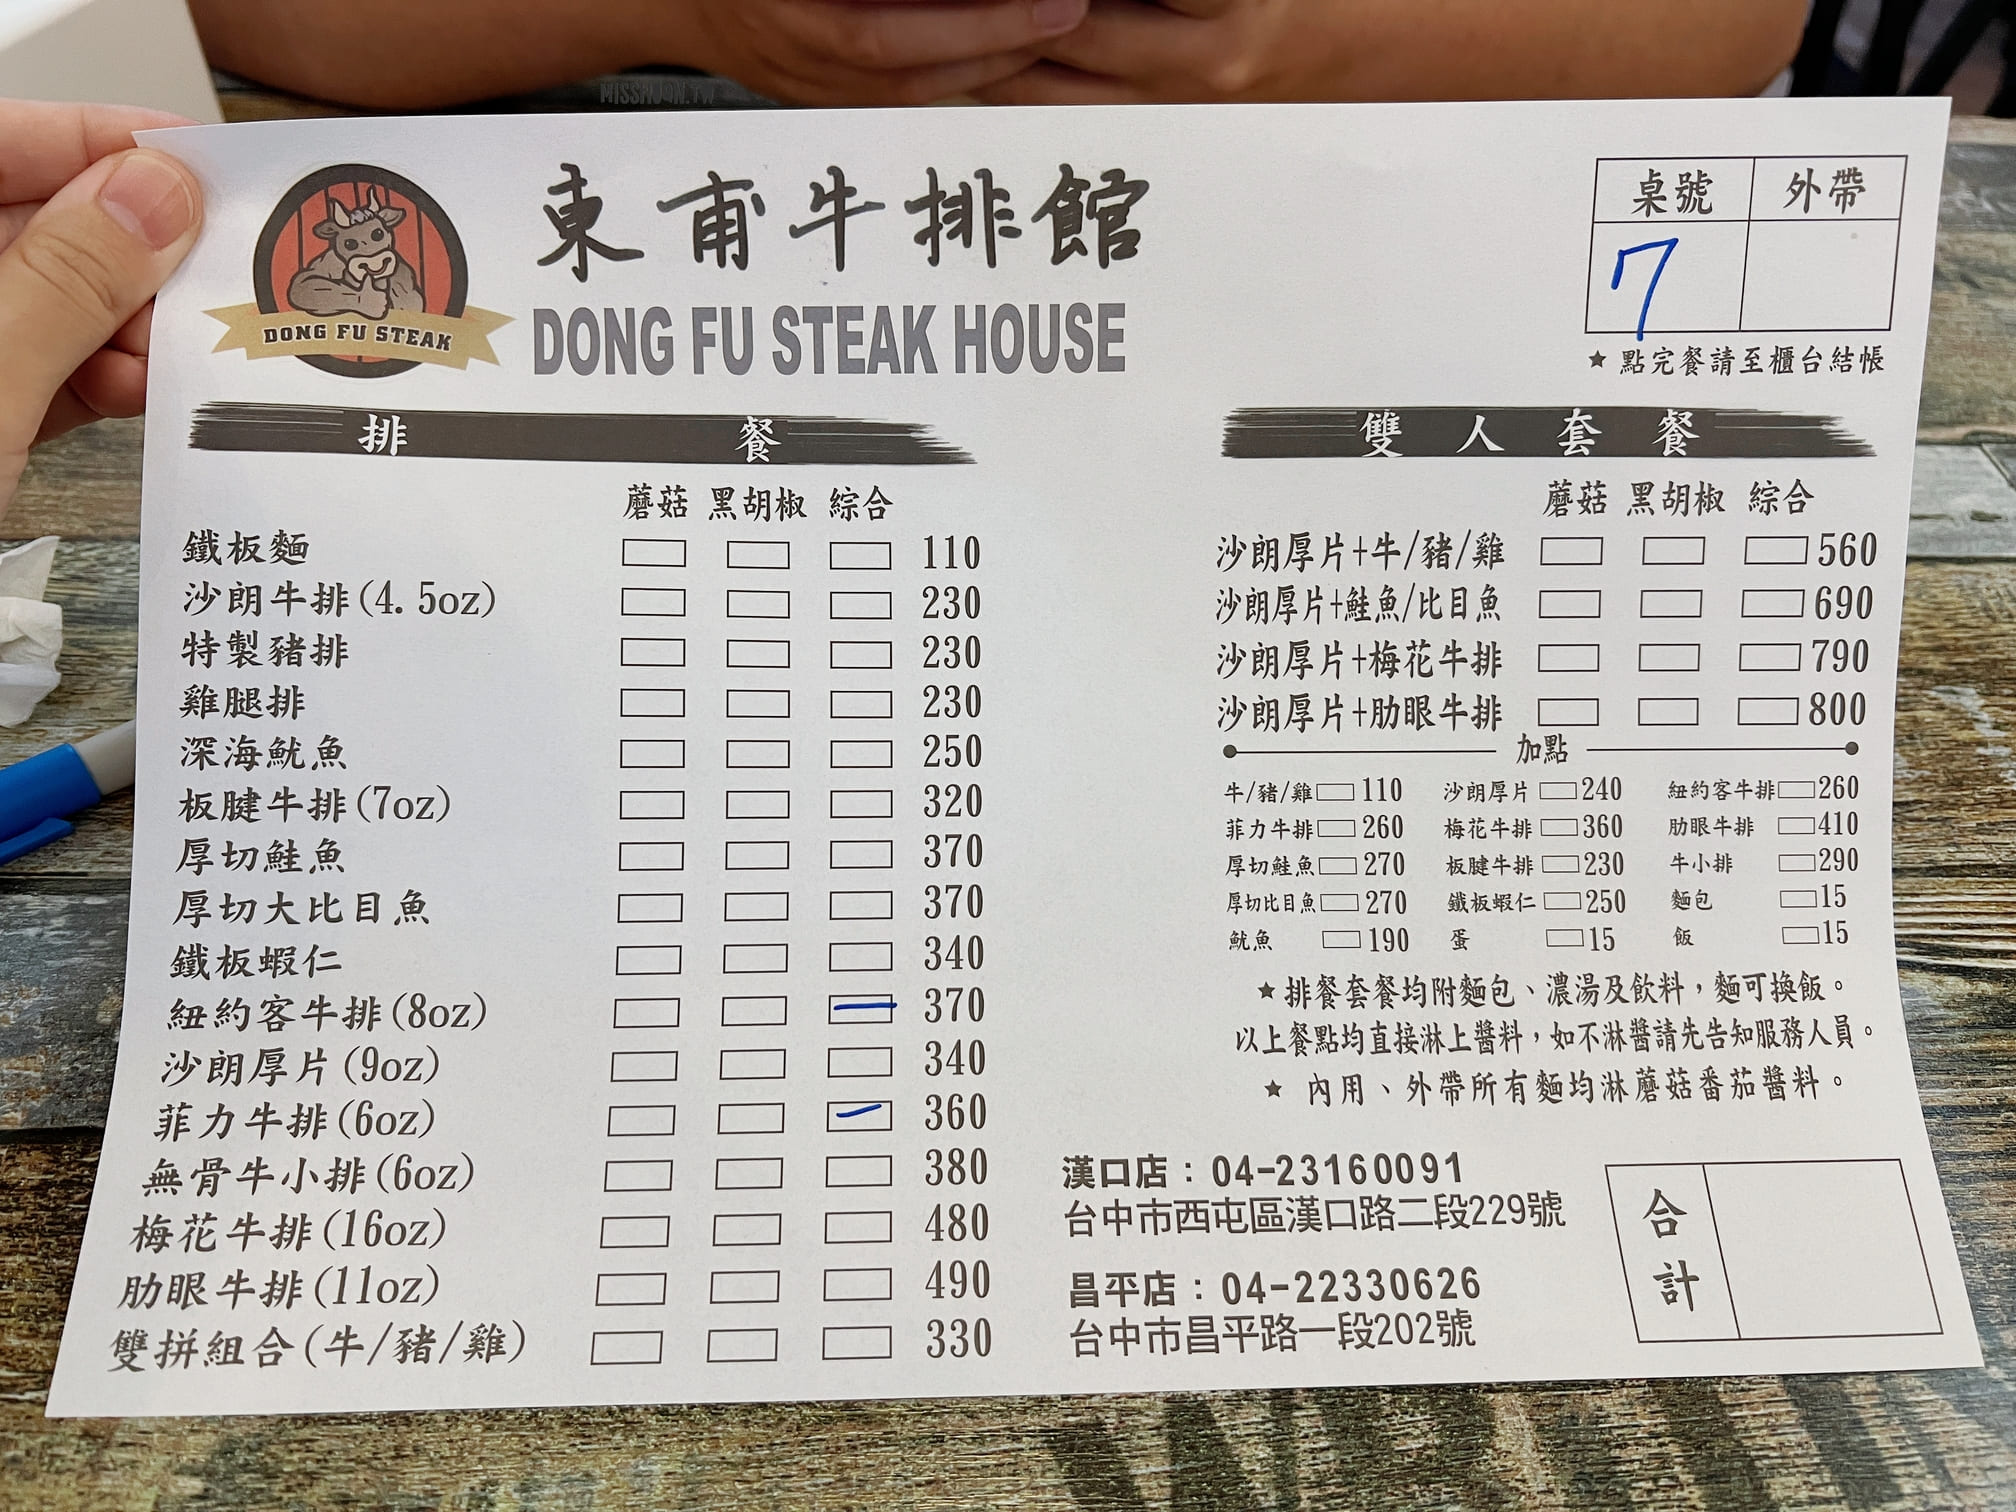 MISSNJQN.TW
東甫牛排館
DONG FU STEAK
DONG FU STEAK HOUSE
桌號 外帶
7
★點完餐請至櫃台結帳
排餐
蘑菇 黑胡椒 綜合
鐵板麵 110
沙朗牛排(4.5oz) 230
特製豬排 230
雞腿排 230
深海魷魚 250
板腱牛排(7oz) 320
厚切鮭魚 370
厚切大比目魚 370
鐵板蝦仁 340
紐約客牛排(8oz) 370
沙朗厚片(9oz) 340
菲力牛排(6oz) 360
無骨牛小排(6oz) 380
梅花牛排(16oz) 480
肋眼牛排(11oz) 490
雙拼組合(牛/豬/雞) 330
雙人套餐
蘑菇 黑胡椒 綜合
沙朗厚片+牛/豬/雞 560
沙朗厚片+鮭魚/比目魚 690
沙朗厚片+梅花牛排 790
沙朗厚片+肋眼牛排 800
加點
牛/豬/雞 110 沙朗厚片 240 紐約客牛排 260
菲力牛排 260 梅花牛排 360 肋眼牛排 410
厚切鮭魚 270 板腱牛排 230 牛小排 290
厚切比目魚 270 鐵板蝦仁 250 麵包 15
魷魚 190 蛋 15 飯 15
★排餐套餐均附麵包、濃湯及飲料，麵可換飯。
以上餐點均直接淋上醬料，如不淋醬請先告知服務人員。
★ 內用、外帶所有麵均淋蘑菇番茄醬料。
漢口店：04-23160091
台中市西屯區漢口路二段229號
昌平店：04-22330626
台中市昌平路一段202號
合計